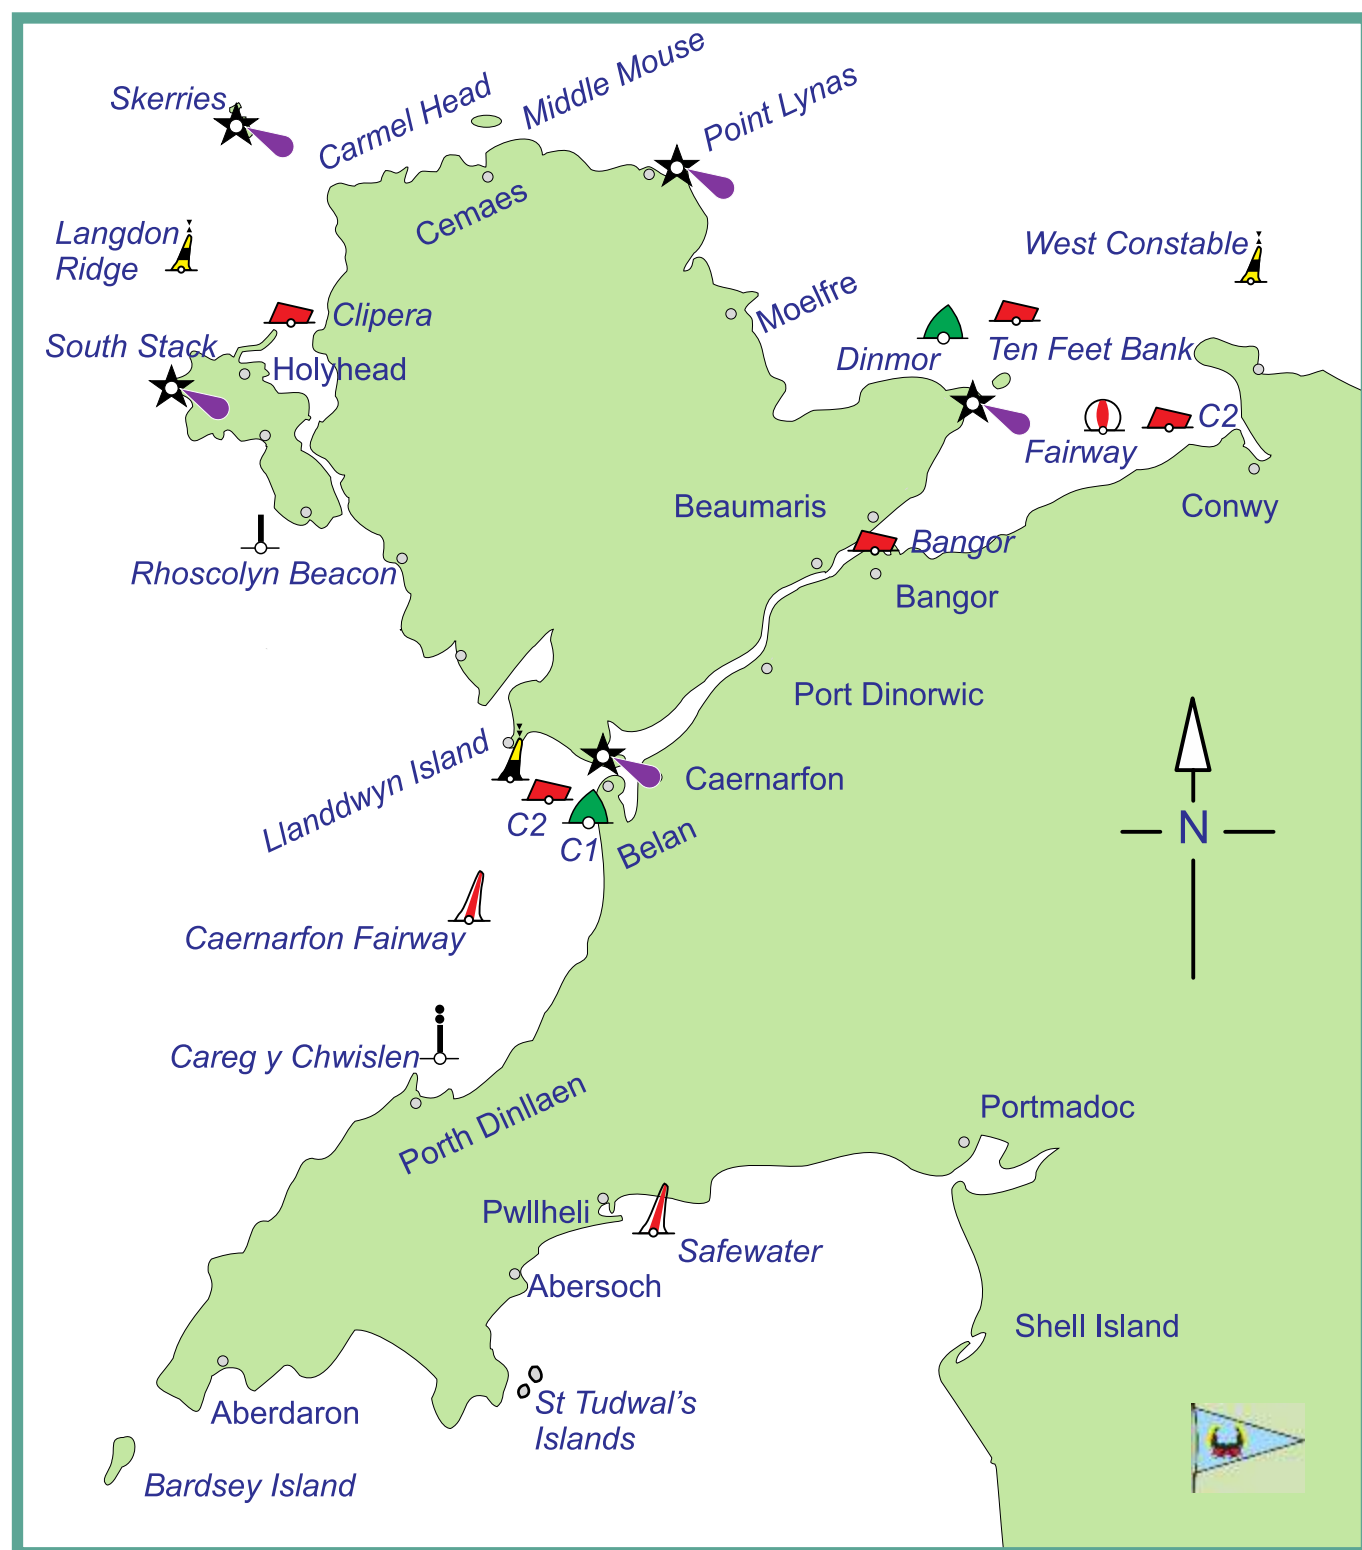 Skerries
Carmel Head
Middle Mouse
Point Lynas
Cemaes
Langdon
Ridge
West Constable
Clipera
Moelfre
South Stack
Holyhead
Dinmor
Ten Feet Bank
C2
Fairway
Beaumaris
Conwy
Bangor
Rhoscolyn Beacon
Bangor
Port Dinorwic
Llanddwyn Island
Caernarfon
C2
C1
Belan
N
Caernarfon Fairway
Careg y Chwislen
Porth Dinllaen
Portmadoc
Pwllheli
Safewater
Abersoch
Shell Island
St Tudwal's
Islands
Aberdaron
Bardsey Island